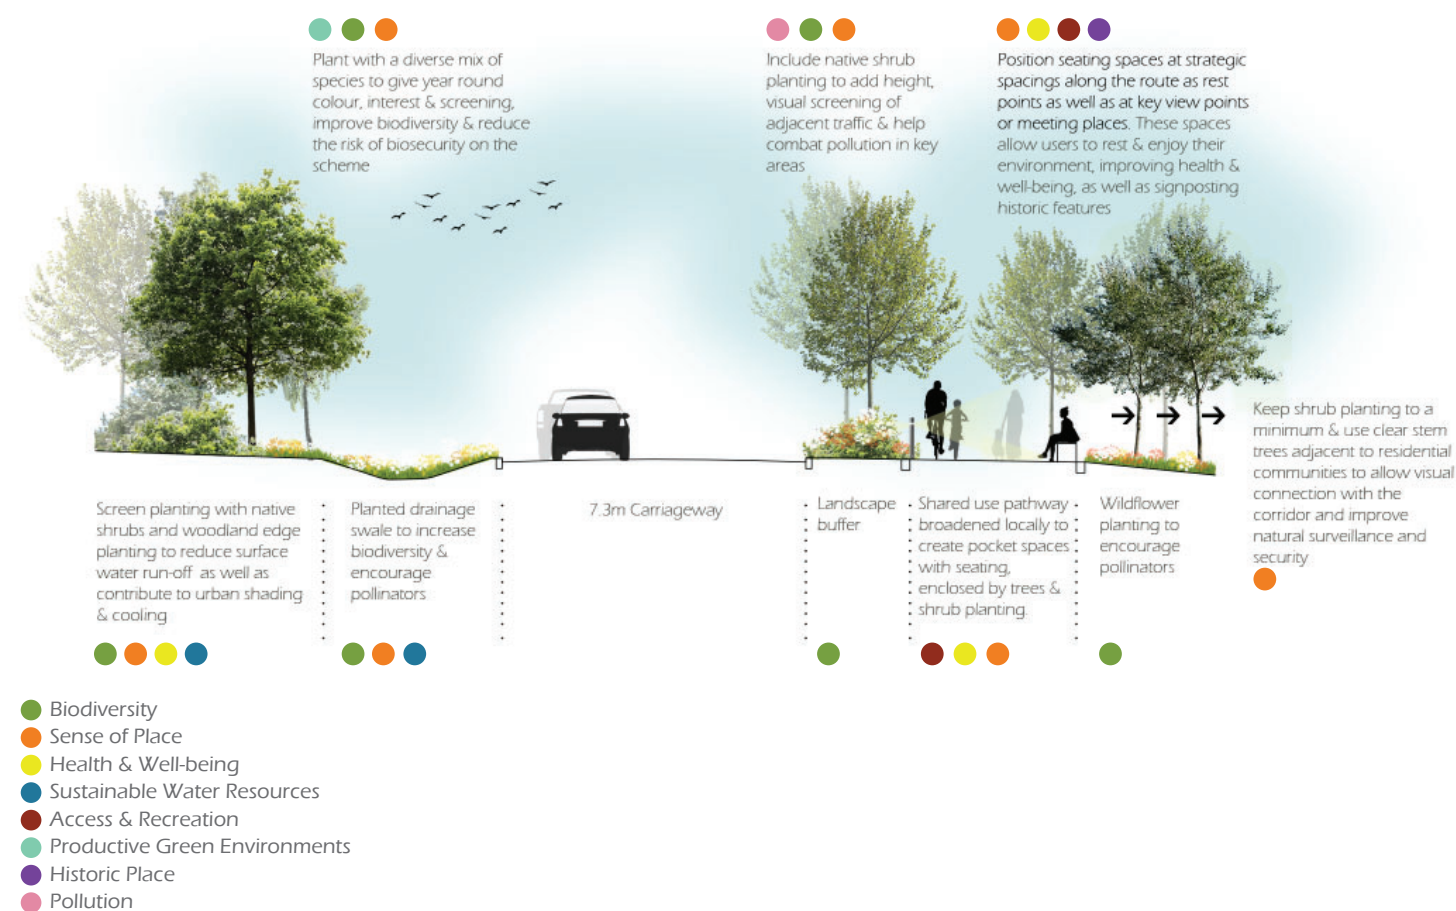 Plant with a diverse mix of
species to give year round
colour, interest & screening,
improve biodiversity & reduce
the risk of biosecurity on the
scheme
Include native shrub
planting to add height,
visual screening of
adjacent traffic & help
combat pollution in key
areas
Position seating spaces at strategic
spacings along the route as rest
points as well as at key view points
or meeting places. These spaces
allow users to rest & enjoy their
environment, improving health &
well-being, as well as signposting
historic features
Keep shrub planting to a
minimum & use clear stem
trees adjacent to residential
communities to allow visual
connection with the
corridor and improve
natural surveillance and
security
Screen planting with native
shrubs and woodland edge
planting to reduce surface
water run-off as well as
contribute to urban shading
& cooling
Planted drainage
swale to increase
biodiversity &
encourage
pollinators
7.3m Carriageway
Landscape
buffer
Shared use pathway
broadened locally to
create pocket spaces
with seating,
enclosed by trees &
shrub planting.
Wildflower
planting to
encourage
pollinators
Biodiversity
Sense of Place
Health & Well-being
Sustainable Water Resources
Access & Recreation
Productive Green Environments
Historic Place
Pollution